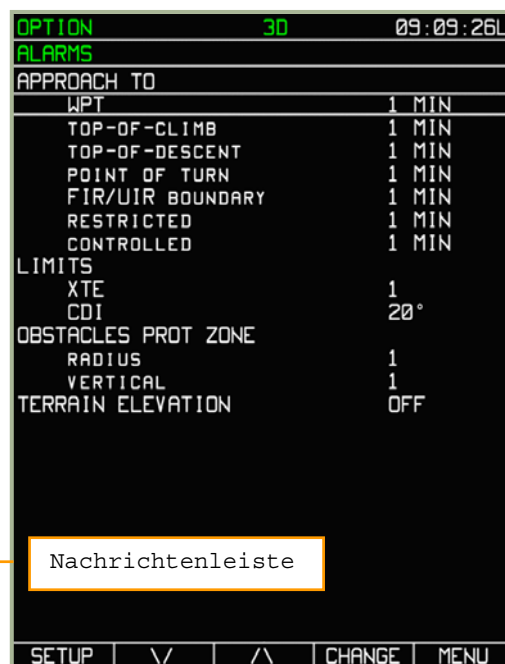 OPTION 3D 09:09:26L
ALARMS
APPROACH TO
WPT 1 MIN
TOP-OF-CLIMB 1 MIN
TOP-OF-DESCENT 1 MIN
POINT OF TURN 1 MIN
FIR/UIR BOUNDARY 1 MIN
RESTRICTED 1 MIN
CONTROLLED 1 MIN
LIMITS
XTE 1
CDI 20°
OBSTACLES PROT ZONE
RADIUS 1
VERTICAL 1
TERRAIN ELEVATION OFF
Nachrichtenleiste
SETUP \/ /\ CHANGE MENU